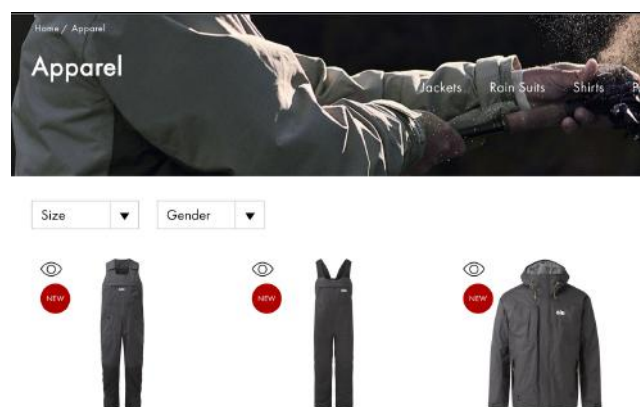 Home / Apparel
Apparel
Jackets Rain Suits Shirts P
Size
Gender
NEW
NEW
NEW